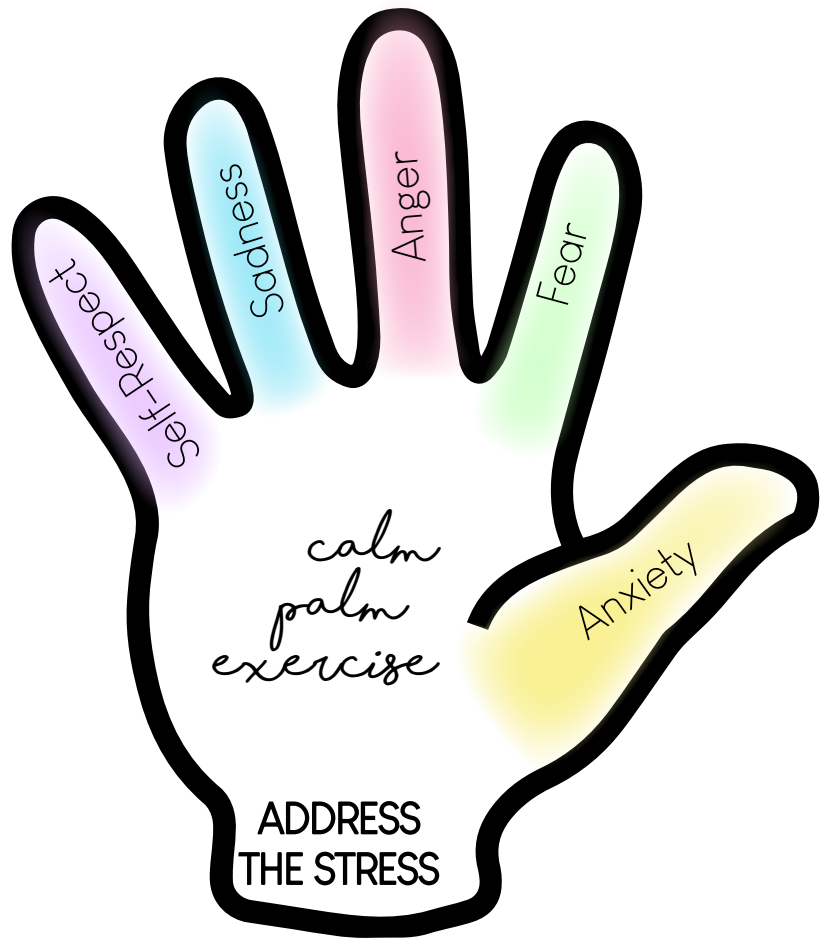 Self-Respect
Sadness
Anger
Fear
Anxiety
calm
palm
exercise
ADDRESS
THE STRESS